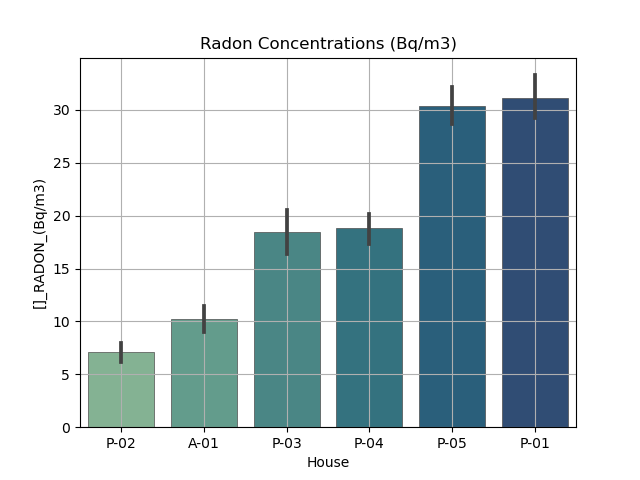 Radon Concentrations (Bq/m3)
[]_RADON_(Bq/m3)
30
25
20
15
10
5
0
P-02 A-01 P-03 P-04 P-05 P-01
House